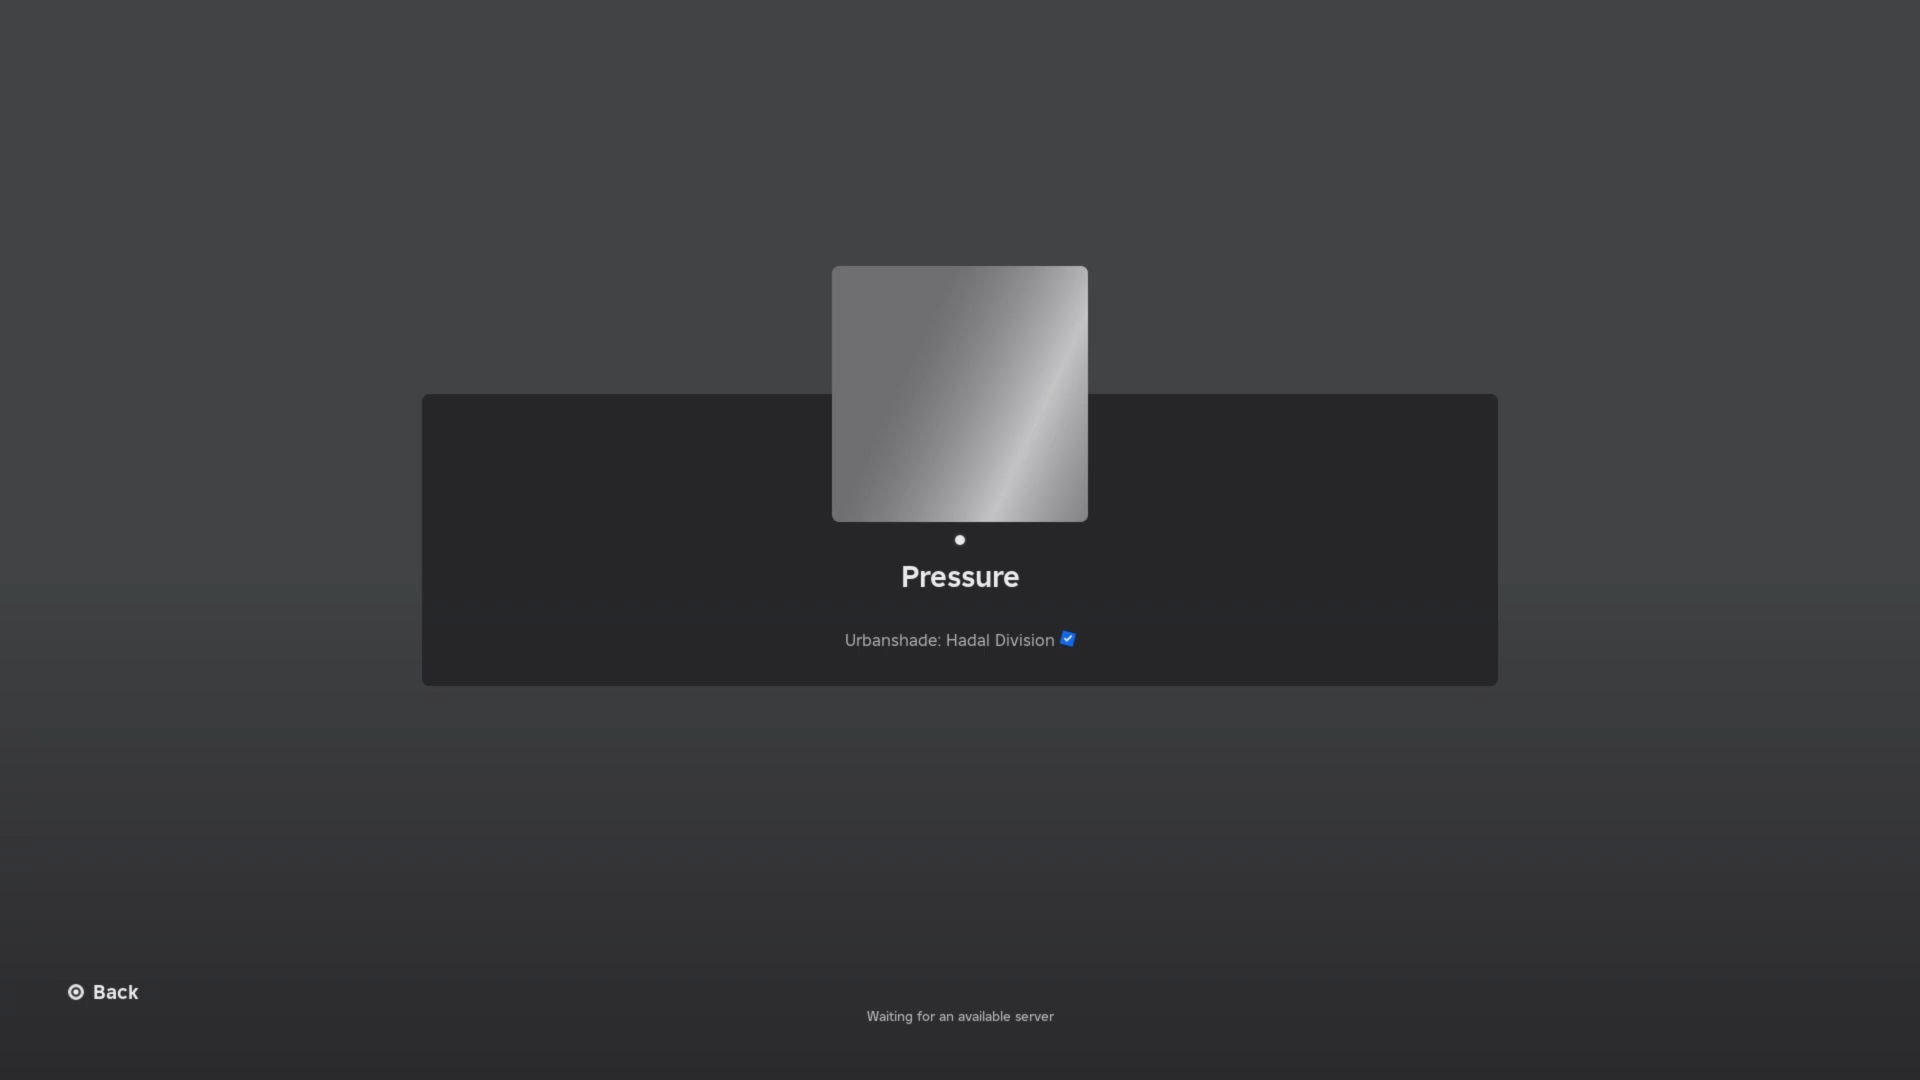 Pressure
Urbanshade: Hadal Division
Back
Waiting for an available server